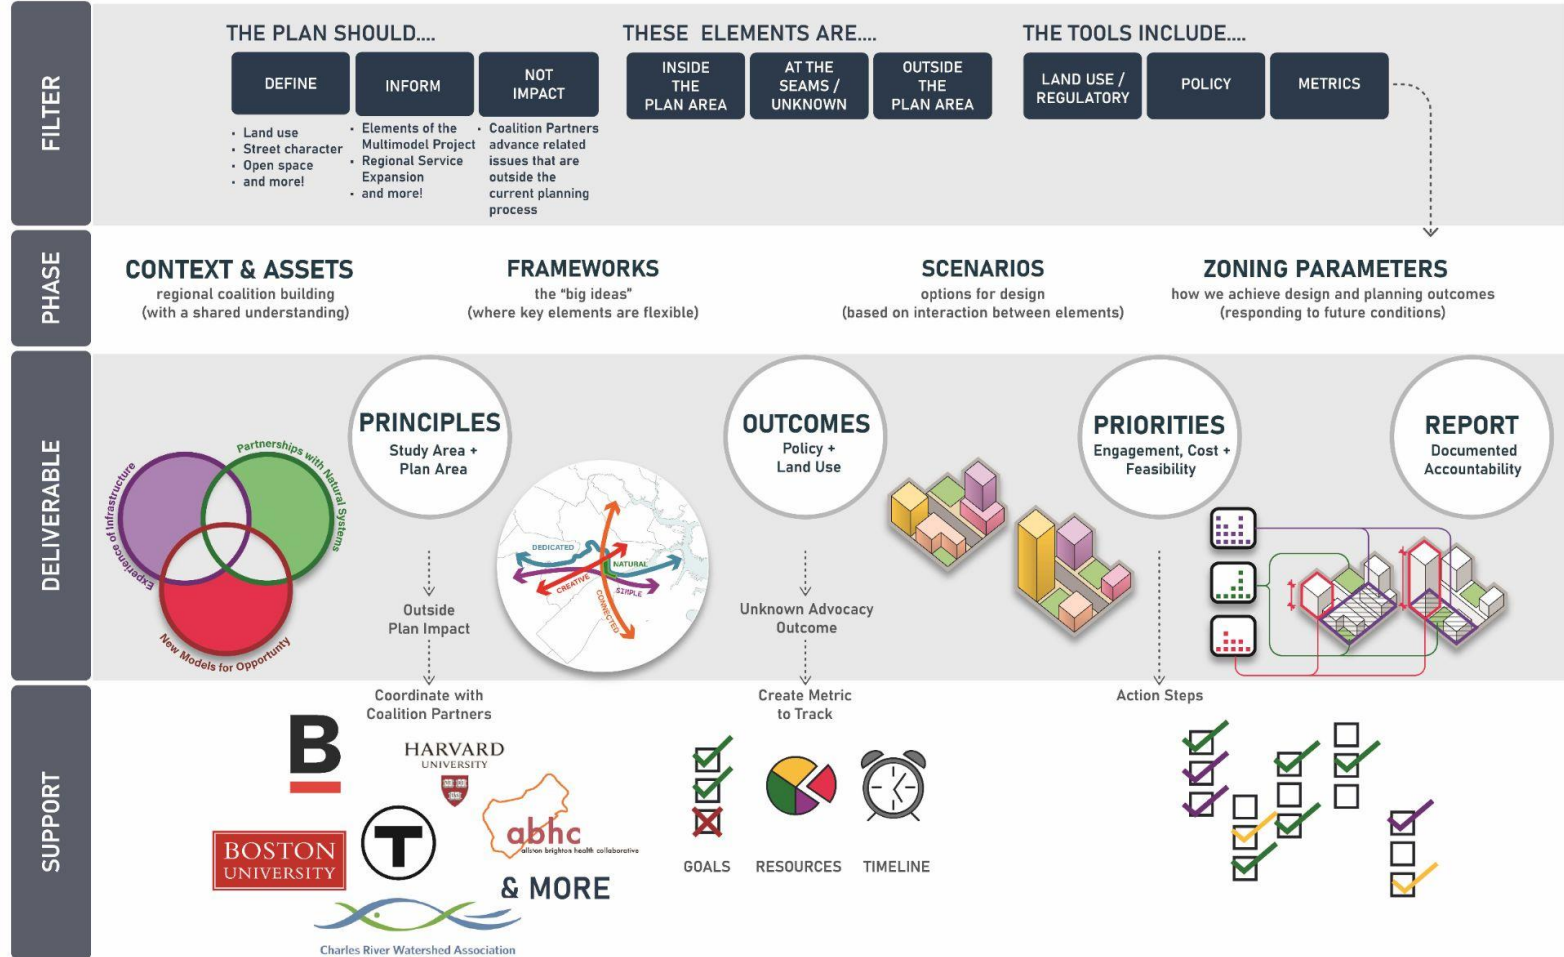 FILTER
THE PLAN SHOULD....
DEFINE
• Land use
• Street character
• Open space
• and more!
INFORM
• Elements of the
Multimodel Project
• Regional Service
Expansion
• and more!
NOT
IMPACT
• Coalition Partners
advance related
issues that are
outside the
current planning
process
THESE ELEMENTS ARE....
INSIDE
THE
PLAN AREA
AT THE
SEAMS /
UNKNOWN
OUTSIDE
THE
PLAN AREA
THE TOOLS INCLUDE....
LAND USE /
REGULATORY
POLICY
METRICS
PHASE
CONTEXT & ASSETS
regional coalition building
(with a shared understanding)
FRAMEWORKS
the "big ideas"
(where key elements are flexible)
SCENARIOS
options for design
(based on interaction between elements)
ZONING PARAMETERS
how we achieve design and planning outcomes
(responding to future conditions)
DELIVERABLE
Experience of Infrastructure
Partnerships with Natural Systems
New Models for Opportunity
PRINCIPLES
Study Area +
Plan Area
Outside
Plan Impact
DEDICATED
NATURAL
CREATIVE
SIMPLE
CONNECTED
OUTCOMES
Policy +
Land Use
Unknown Advocacy
Outcome
PRIORITIES
Engagement, Cost +
Feasibility
REPORT
Documented
Accountability
SUPPORT
Coordinate with
Coalition Partners
B
HARVARD
UNIVERSITY
VE RI TAS
BOSTON
UNIVERSITY
T
abhc
allston brighton health collaborative
& MORE
Charles River Watershed Association
Create Metric
to Track
GOALS
RESOURCES
TIMELINE
Action Steps